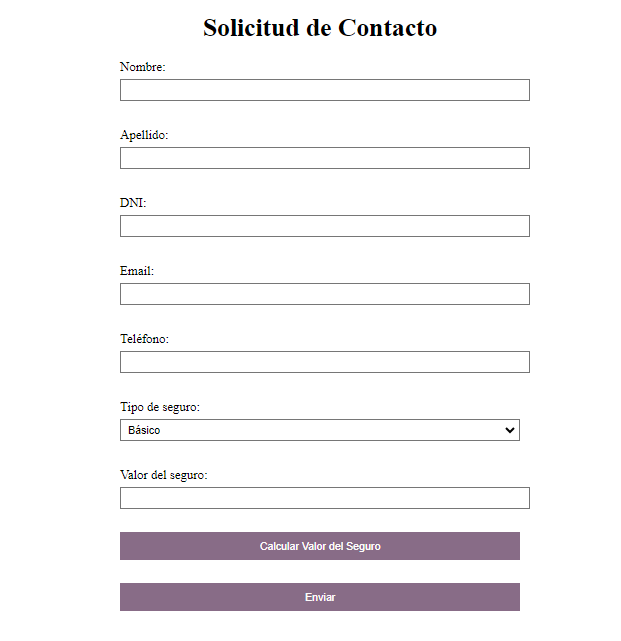 Solicitud de Contacto
Nombre:
Apellido:
DNI:
Email:
Teléfono:
Tipo de seguro:
Básico
Valor del seguro:
Calcular Valor del Seguro
Enviar